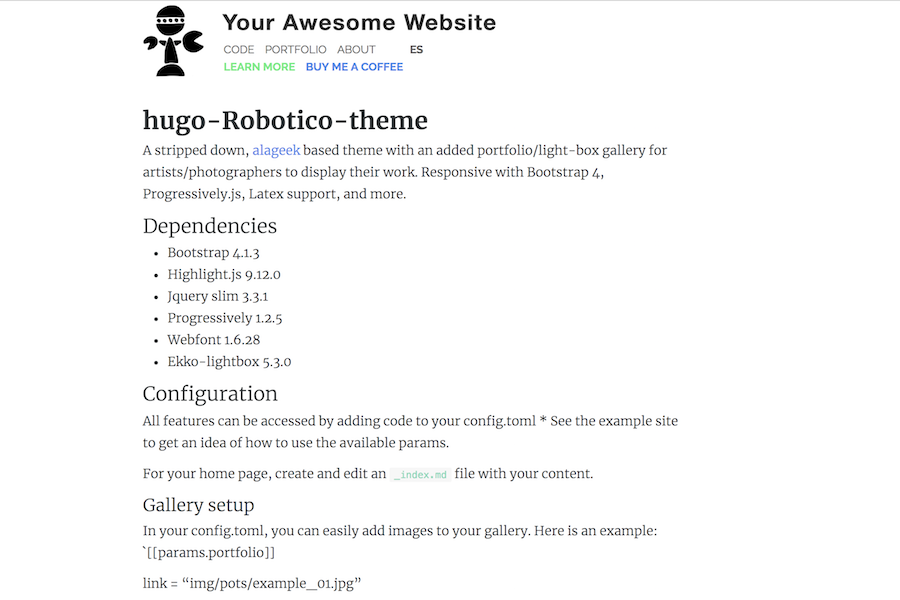 Your Awesome Website
CODE PORTFOLIO ABOUT ES
LEARN MORE BUY ME A COFFEE
hugo-Robotico-theme
A stripped down, alageek based theme with an added portfolio/light-box gallery for
artists/photographers to display their work. Responsive with Bootstrap 4,
Progressively.js, Latex support, and more.
Dependencies
• Bootstrap 4.1.3
• Highlight.js 9.12.0
• Jquery slim 3.3.1
• Progressively 1.2.5
• Webfont 1.6.28
• Ekko-lightbox 5.3.0
Configuration
All features can be accessed by adding code to your config.toml * See the example site
to get an idea of how to use the available params.
For your home page, create and edit an _index.md file with your content.
Gallery setup
In your config.toml, you can easily add images to your gallery. Here is an example:
`[[params.portfolio]]
link = “img/pots/example_01.jpg”